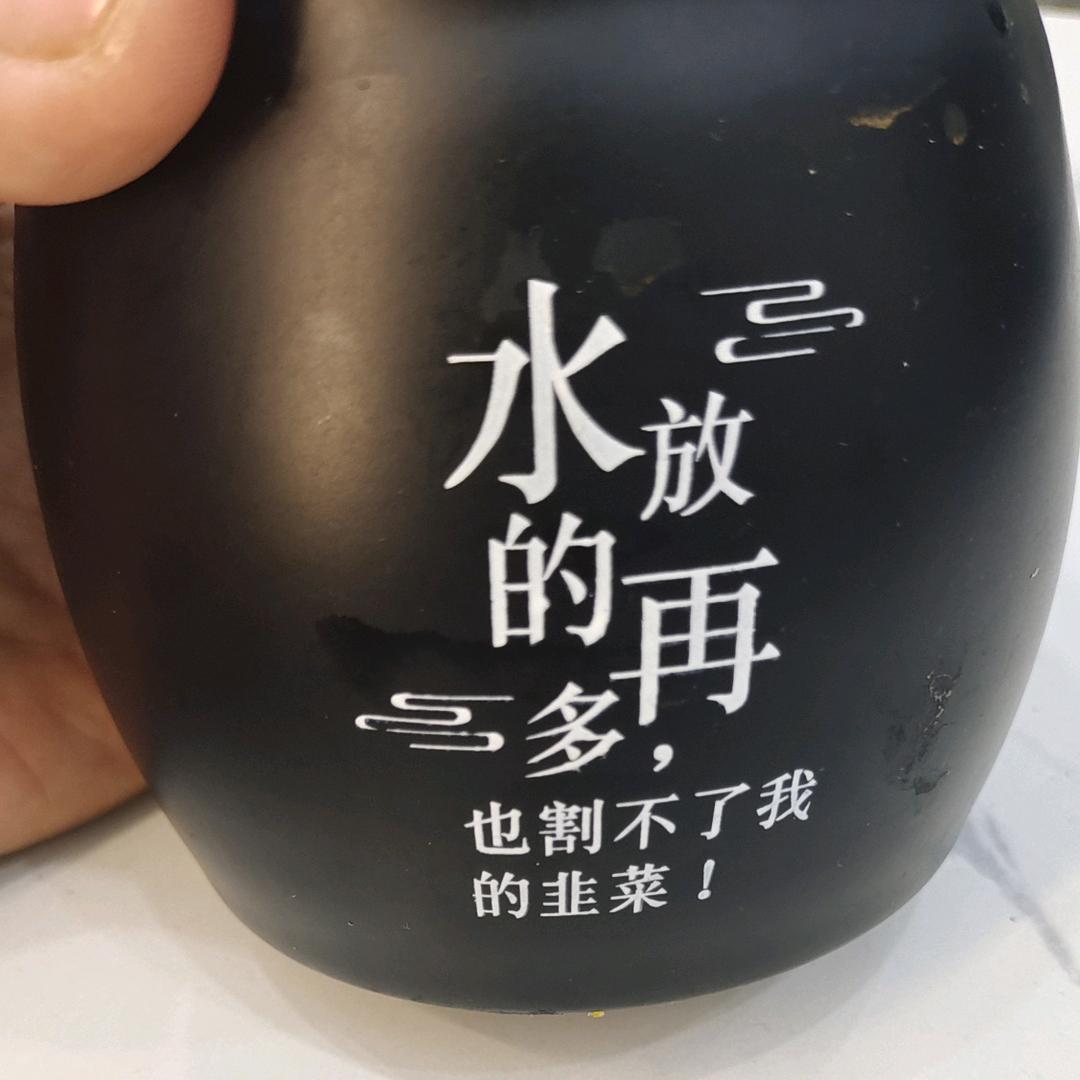 水放的再多，
也割不了我
的韭菜！